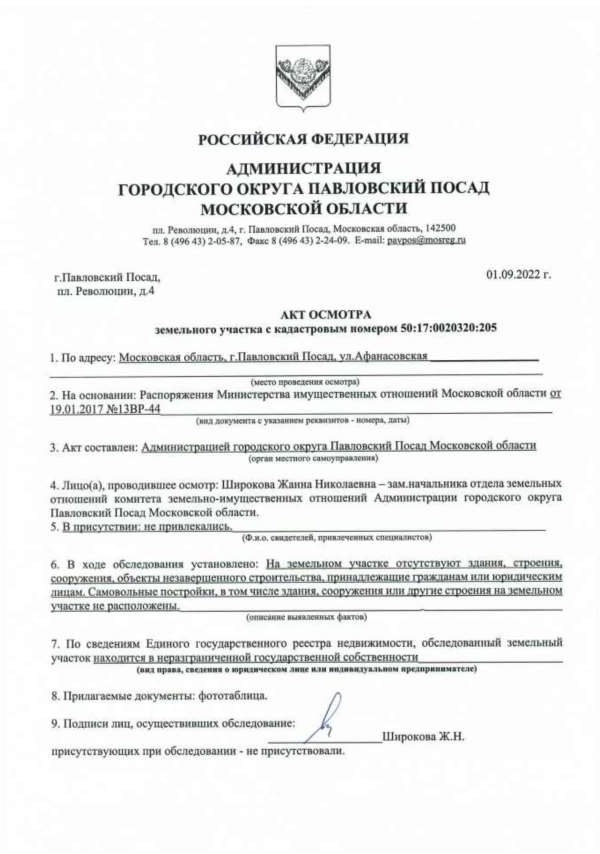 РОССИЙСКАЯ ФЕДЕРАЦИЯ
АДМИНИСТРАЦИЯ
ГОРОДСКОГО ОКРУГА ПАВЛОВСКИЙ ПОСАД
МОСКОВСКОЙ ОБЛАСТИ
пл. Революции, д.4, г. Павловский Посад, Московская область, 142500
Тел. 8 (496 43) 2-05-87, Факс 8 (496 43) 2-24-09. E-mail: pavpos@mosreg.ru
г.Павловский Посад,
01.09.2022 г.
пл. Революции, д.4
АКТ ОСМОТРА
земельного участка с кадастровым номером 50:17:0020320:205
1. По адресу: Московская область, г.Павловский Посад, ул.Афанасовская
(место проведения осмотра)
2. На основании: Распоряжения Министерства имущественных отношений Московской области от
19.01.2017 №13ВР-44
(вид документа с указанием реквизитов - номера, даты)
3. Акт составлен: Администрацией городского округа Павловский Посад Московской области
(орган местного самоуправления)
4. Лицо(а), проводившее осмотр: Широкова Жанна Николаевна – зам.начальника отдела земельных
отношений комитета земельно-имущественных отношений Администрации городского округа
Павловский Посад Московской области.
5. В присутствии: не привлекались.
(Ф.и.о. свидетелей, привлеченных специалистов)
6. В ходе обследования установлено: На земельном участке отсутствуют здания, строения,
сооружения, объекты незавершенного строительства, принадлежащие гражданам или юридическим
лицам. Самовольные постройки, в том числе здания, сооружения или другие строения на земельном
участке не расположены.
(описание выявленных фактов)
7. По сведениям Единого государственного реестра недвижимости, обследованный земельный
участок находится в неразграниченной государственной собственности
(вид права, сведения о юридическом лице или индивидуальном предпринимателе)
8. Прилагаемые документы: фототаблица.
9. Подписи лиц, осуществивших обследование:
Широкова Ж.Н.
присутствующих при обследовании - не присутствовали.